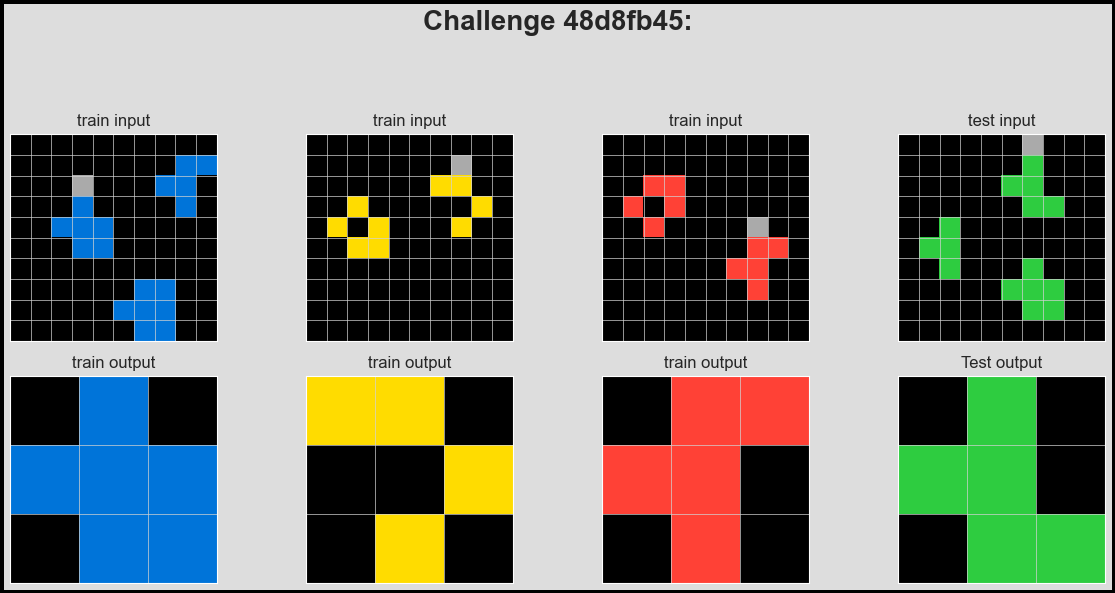 Challenge 48d8fb45:
train input
train input
train input
test input
train output
train output
train output
Test output